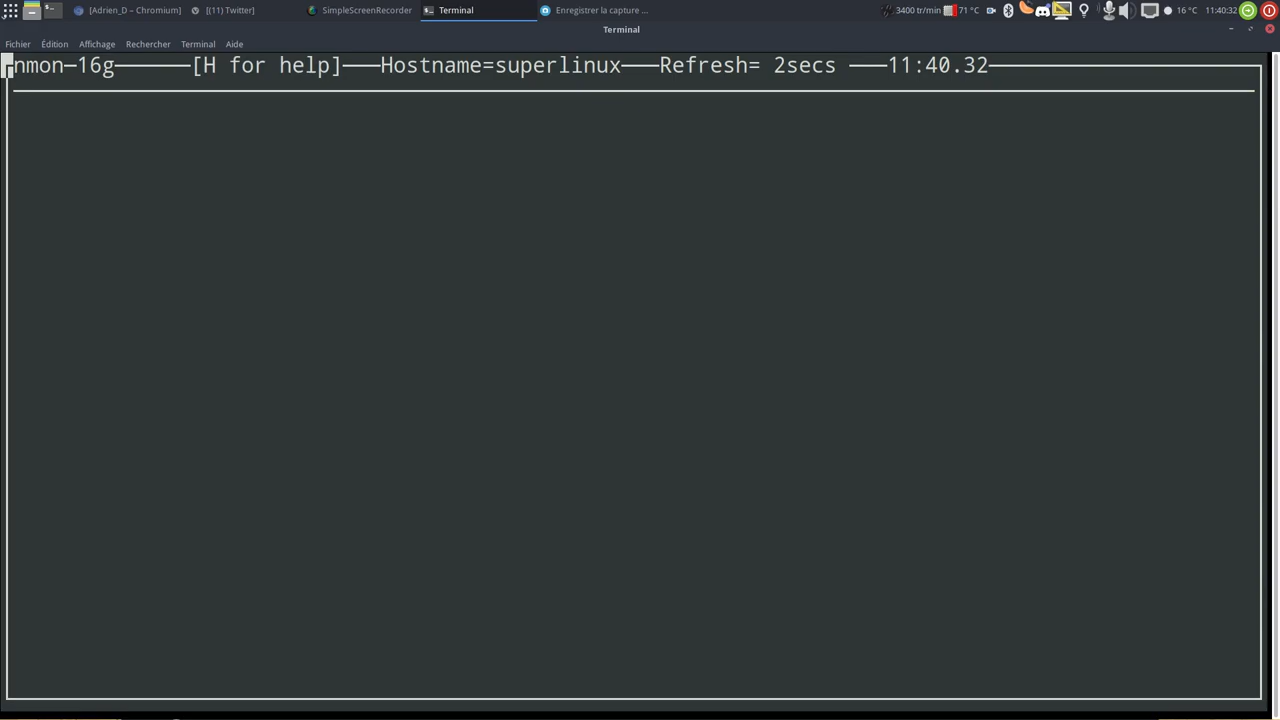 [Adrien_D – Chromium] [(11) Twitter] SimpleScreenRecorder Terminal Enregistrer la capture ... 3400 tr/min 71 °C 16 °C 11:40:32
Terminal
Fichier Édition Affichage Rechercher Terminal Aide
nmon─16g──────[H for help]───Hostname=superlinux───Refresh= 2secs ───11:40.32